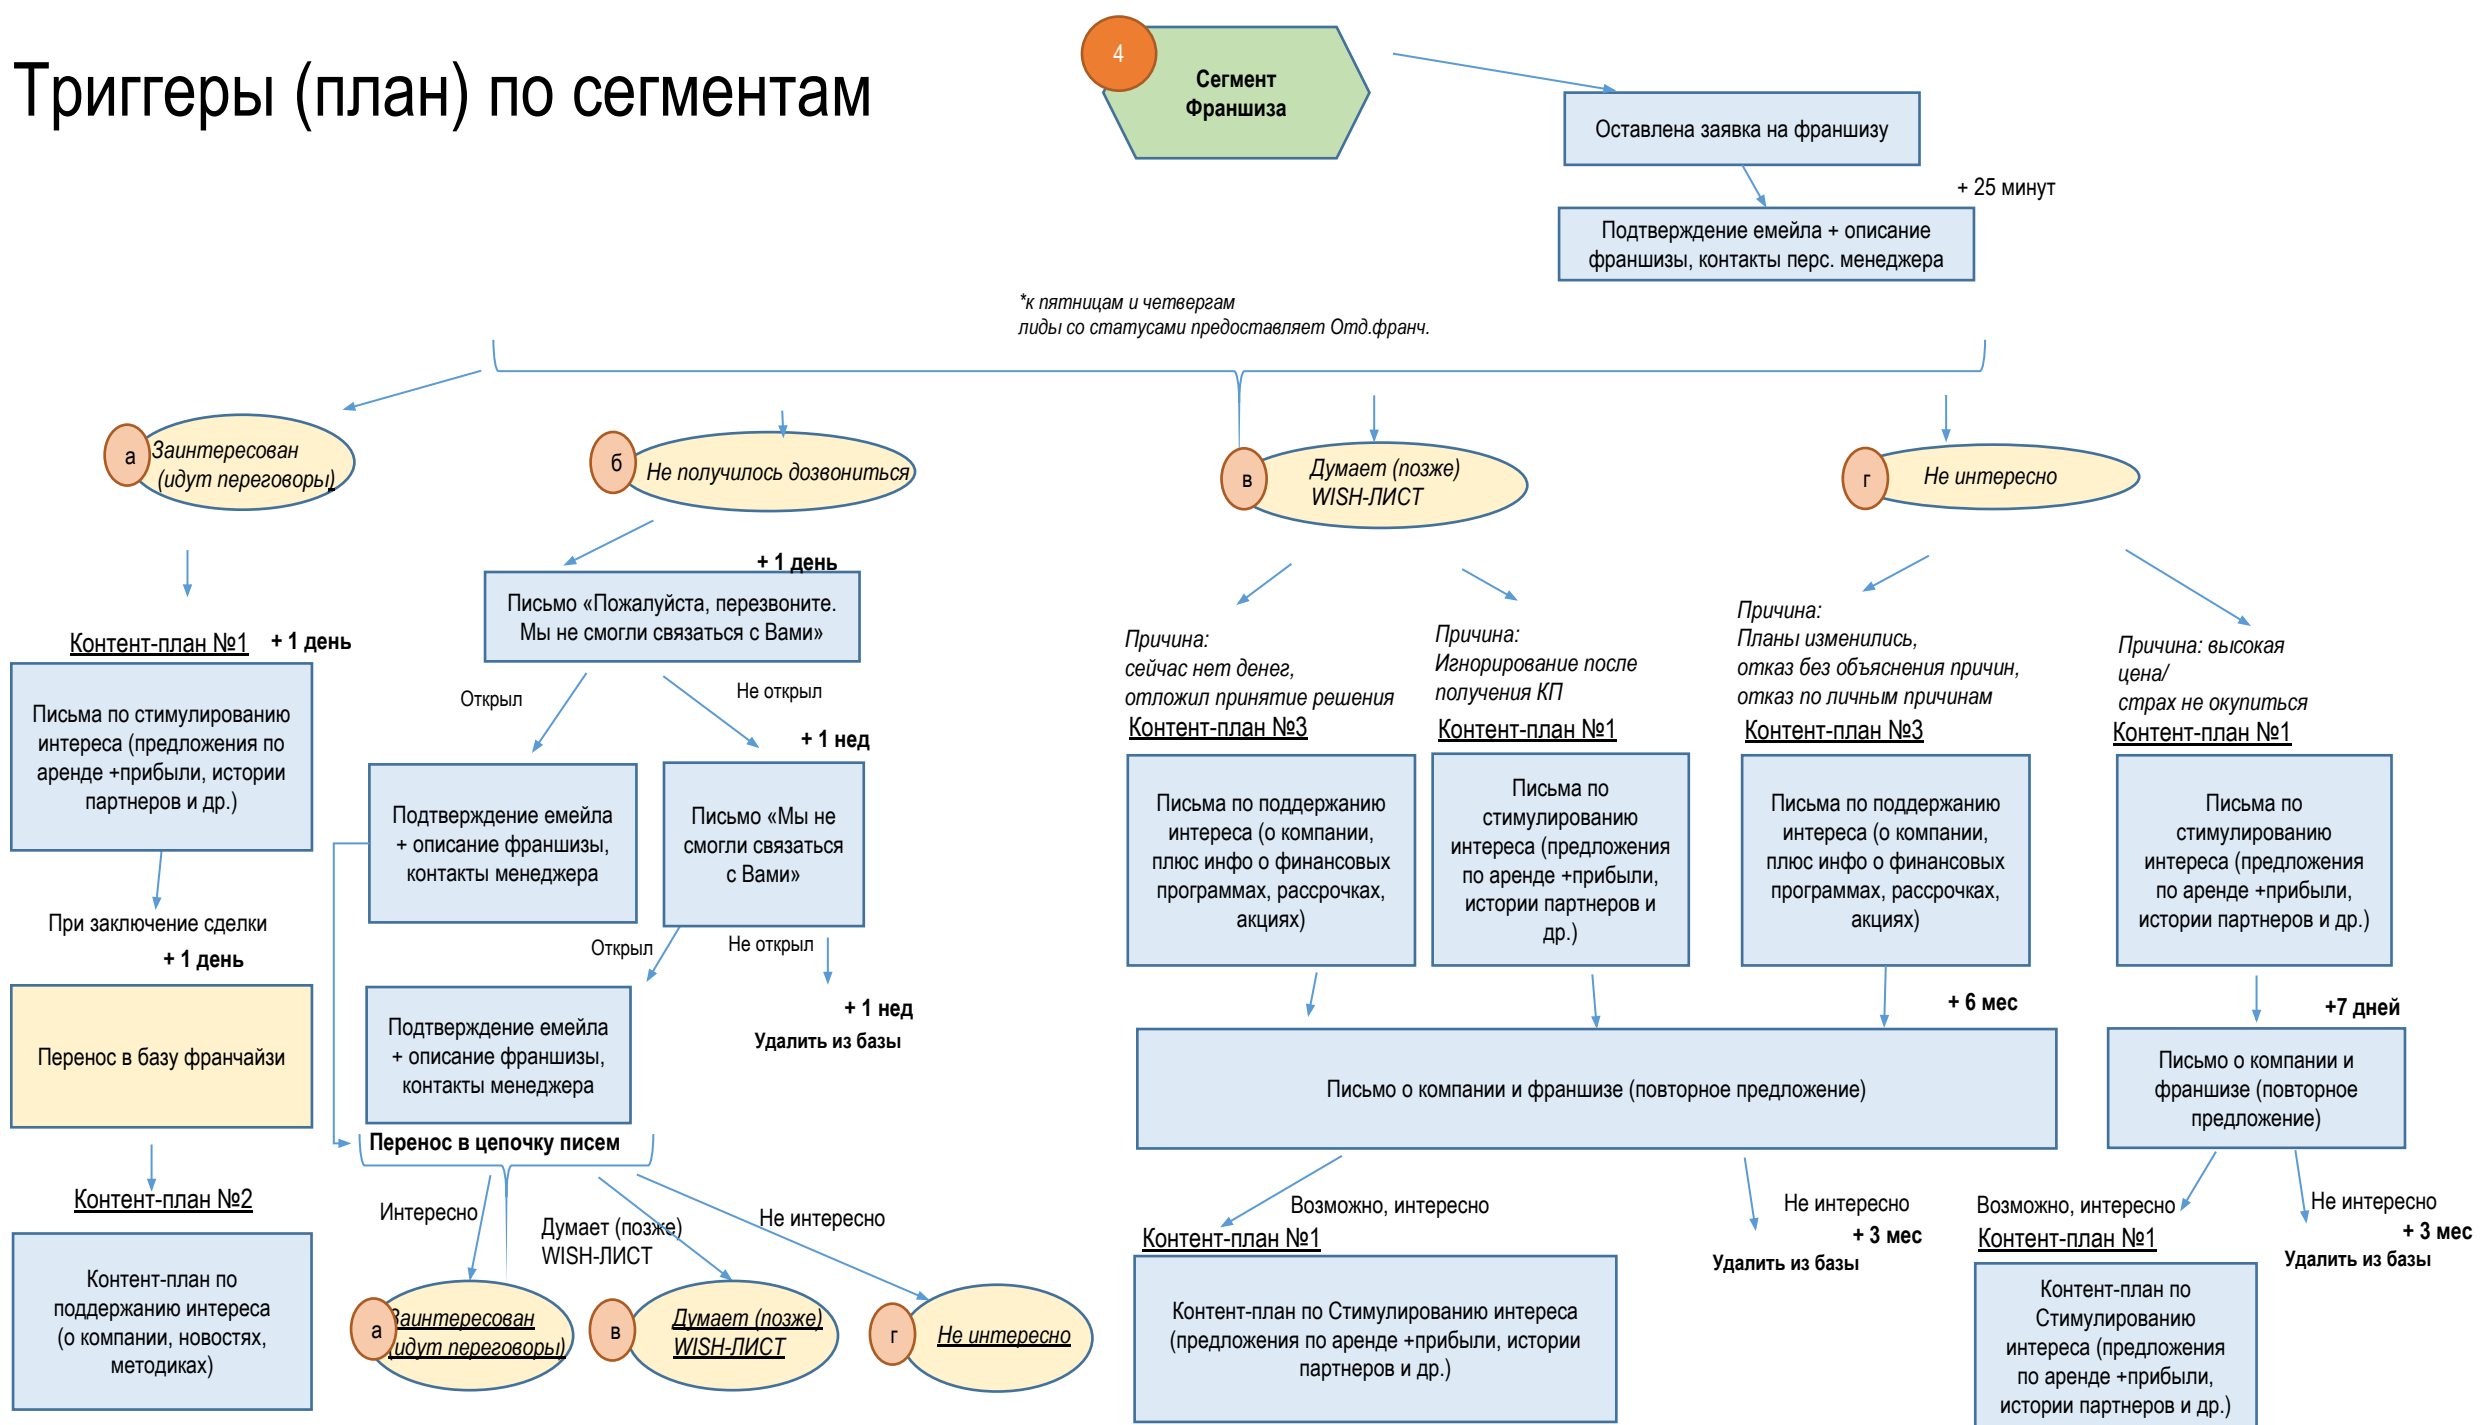 Триггеры (план) по сегментам
4
Сегмент
Франшиза
Оставлена заявка на франшизу
+ 25 минут
Подтверждение емейла + описание
франшизы, контакты перс. менеджера
*к пятницам и четвергам
лиды со статусами предоставляет Отд.франч.
а
Заинтересован
(идут переговоры)
б
Не получилось дозвониться
в
Думает (позже)
WISH-ЛИСТ
г
Не интересно
Контент-план №1
+ 1 день
Письма по стимулированию
интереса (предложения по
аренде +прибыли, истории
партнеров и др.)
При заключение сделки
+ 1 день
Перенос в базу франчайзи
Контент-план №2
Контент-план по
поддержанию интереса
(о компании, новостях,
методиках)
+ 1 день
Письмо «Пожалуйста, перезвоните.
Мы не смогли связаться с Вами»
Открыл
Не открыл
+ 1 нед
Подтверждение емейла
+ описание франшизы,
контакты менеджера
Письмо «Мы не
смогли связаться
с Вами»
Открыл
Не открыл
+ 1 нед
Удалить из базы
Подтверждение емейла
+ описание франшизы,
контакты менеджера
Перенос в цепочку писем
Интересно
Думает (позже)
WISH-ЛИСТ
Не интересно
а
Заинтересован
(идут переговоры)
в
Думает (позже)
WISH-ЛИСТ
г
Не интересно
Причина:
сейчас нет денег,
отложил принятие решения
Контент-план №3
Письма по поддержанию
интереса (о компании,
плюс инфо о финансовых
программах, рассрочках,
акциях)
Причина:
Игнорирование после
получения КП
Контент-план №1
Письма по
стимулированию
интереса (предложения
по аренде +прибыли,
истории партнеров и
др.)
Причина:
Планы изменились,
отказ без объяснения причин,
отказ по личным причинам
Контент-план №3
Письма по поддержанию
интереса (о компании,
плюс инфо о финансовых
программах, рассрочках,
акциях)
Причина: высокая
цена/
страх не окупиться
Контент-план №1
Письма по
стимулированию
интереса (предложения
по аренде +прибыли,
истории партнеров и др.)
+ 6 мес
Письмо о компании и франшизе (повторное предложение)
Возможно, интересно
Контент-план №1
Контент-план по Стимулированию интереса
(предложения по аренде +прибыли, истории
партнеров и др.)
Не интересно
+ 3 мес
Удалить из базы
+7 дней
Письмо о компании и
франшизе (повторное
предложение)
Возможно, интересно
Контент-план №1
Контент-план по
Стимулированию
интереса (предложения
по аренде +прибыли,
истории партнеров и др.)
Не интересно
+ 3 мес
Удалить из базы